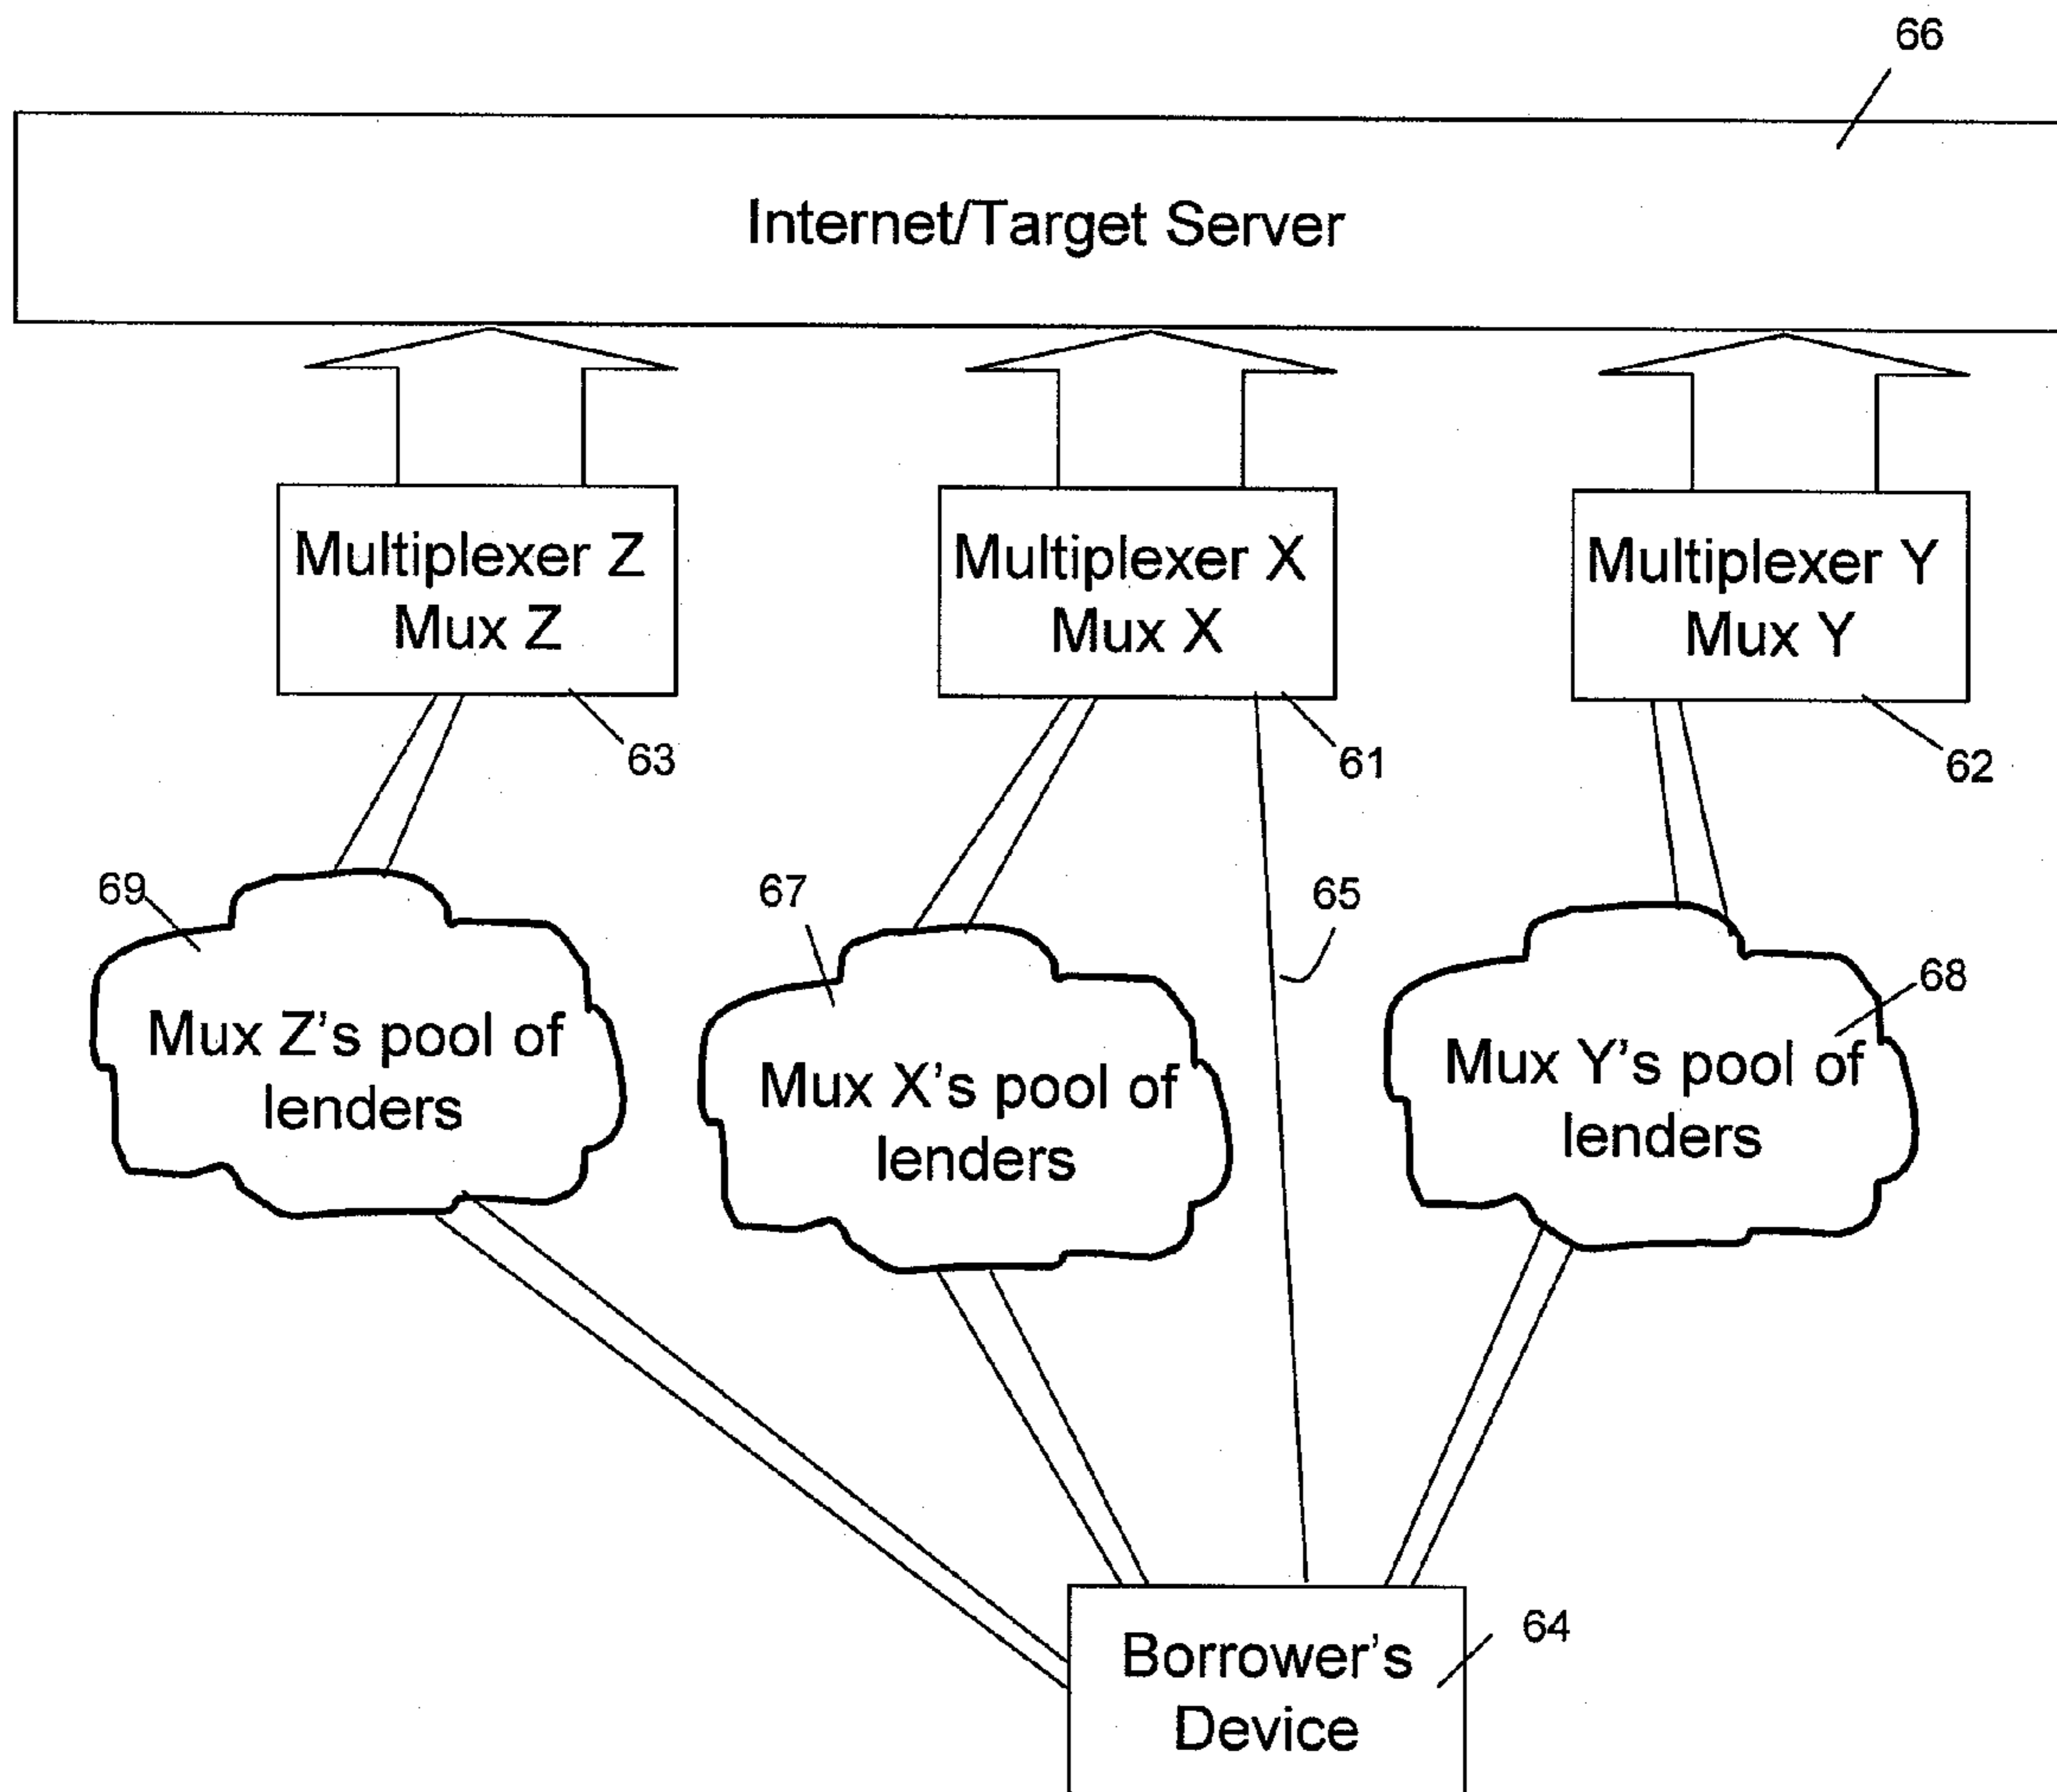 66
Internet/Target Server
Multiplexer Z
Mux Z
Multiplexer X
Mux X
Multiplexer Y
Mux Y
63
61
62
69
67
65
68
Mux Z's pool of
lenders
Mux X's pool of
lenders
Mux Y's pool of
lenders
64
Borrower's
Device